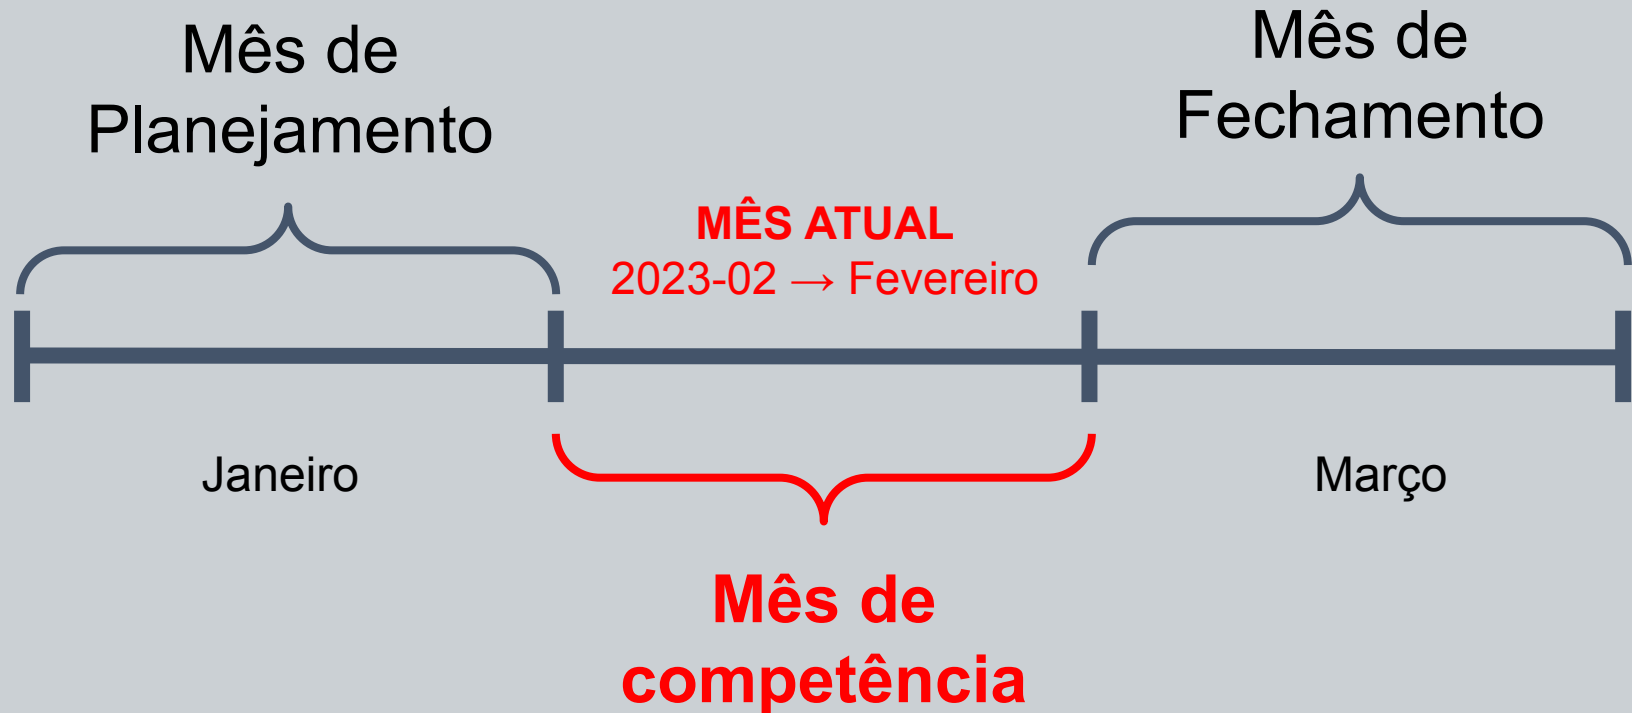 Mês de
Planejamento
Mês de
Fechamento
MÊS ATUAL
2023-02 → Fevereiro
Janeiro
Março
Mês de
competência